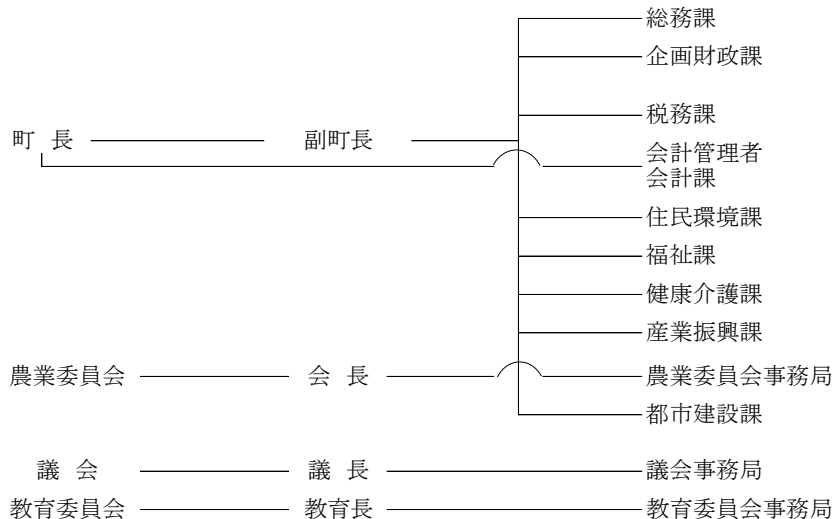 総務課
企画財政課
税務課
町 長 副町長
会計管理者
会計課
住民環境課
福祉課
健康介護課
産業振興課
農業委員会 会 長 農業委員会事務局
都市建設課
議 会 議 長 議会事務局
教育委員会 教育長 教育委員会事務局